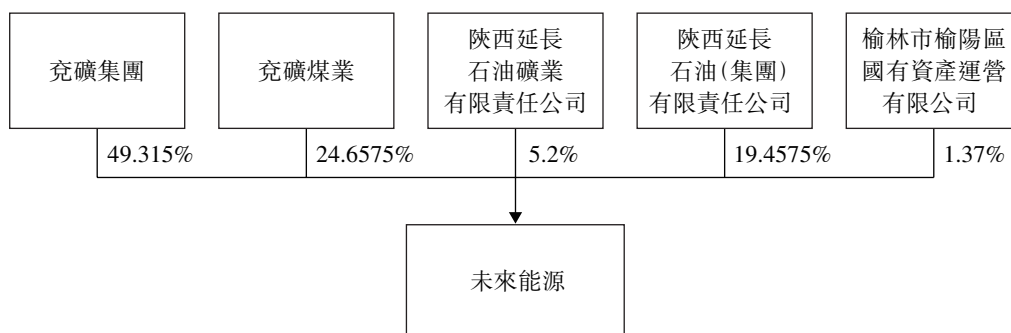 兗礦集團
兗礦煤業
陝西延長
石油礦業
有限責任公司
陝西延長
石油(集團)
有限責任公司
榆林市榆陽區
國有資產運營
有限公司
49.315%
24.6575%
5.2%
19.4575%
1.37%
未來能源